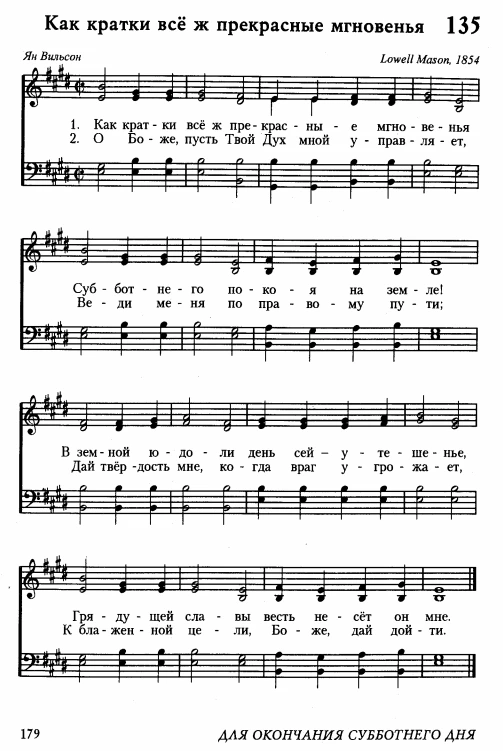 Как кратки всё ж прекрасные мгновенья 135
Ян Вильсон
Lowell Mason, 1854
1. Как крат - ки всё ж пре - крас - ны - е мгно - ве - нья
2. О Бо - же, пусть Твой Дух мной у - прав - ля - ет,
Суб - бот - не - го по - ко - я на зем - ле!
Ве - ди ме - ня по пра - во - му пу - ти;
В зем - ной ю - до - ли день сей – у - те - ше - нье,
Дай твёр - дость мне, ко - гда враг у - гро - жа - ет,
Гря - ду - щей сла - вы весть не - сёт он мне.
К бла - жен - ной це - ли, Бо - же, дай дой - ти.
179
ДЛЯ ОКОНЧАНИЯ СУББОТНЕГО ДНЯ